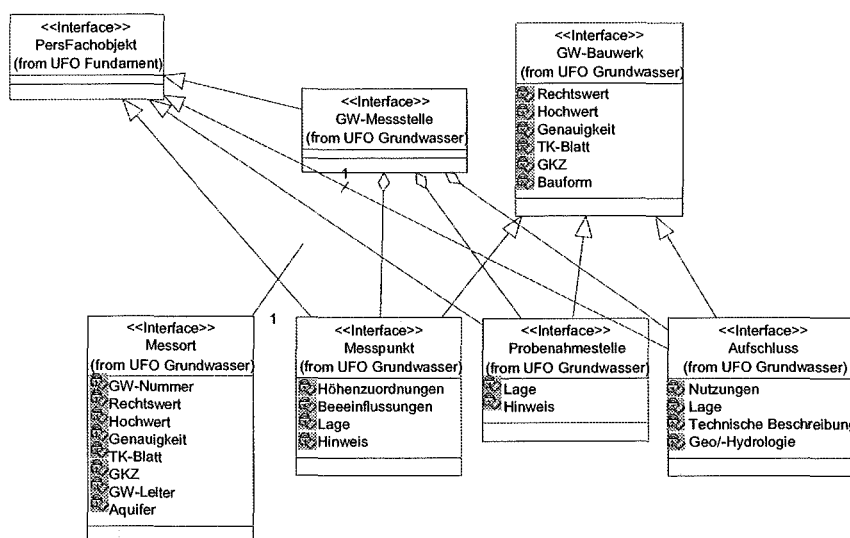 <<Interface>>
PersFachobjekt
(from UFO Fundament)
<<Interface>>
GW-Messstelle
(from UFO Grundwasser)
<<Interface>>
GW-Bauwerk
(from UFO Grundwasser)
Rechtswert
Hochwert
Genauigkeit
TK-Blatt
GKZ
Bauform
1
1
<<Interface>>
Messort
(from UFO Grundwasser)
GW-Nummer
Rechtswert
Hochwert
Genauigkeit
TK-Blatt
GKZ
GW-Leiter
Aquifer
<<Interface>>
Messpunkt
(from UFO Grundwasser)
Höhenzuordnungen
Beeeinflussungen
Lage
Hinweis
<<Interface>>
Probenahmestelle
(from UFO Grundwasser)
Lage
Hinweis
<<Interface>>
Aufschluss
(from UFO Grundwasser)
Nutzungen
Lage
Technische Beschreibung
Geo/-Hydrologie